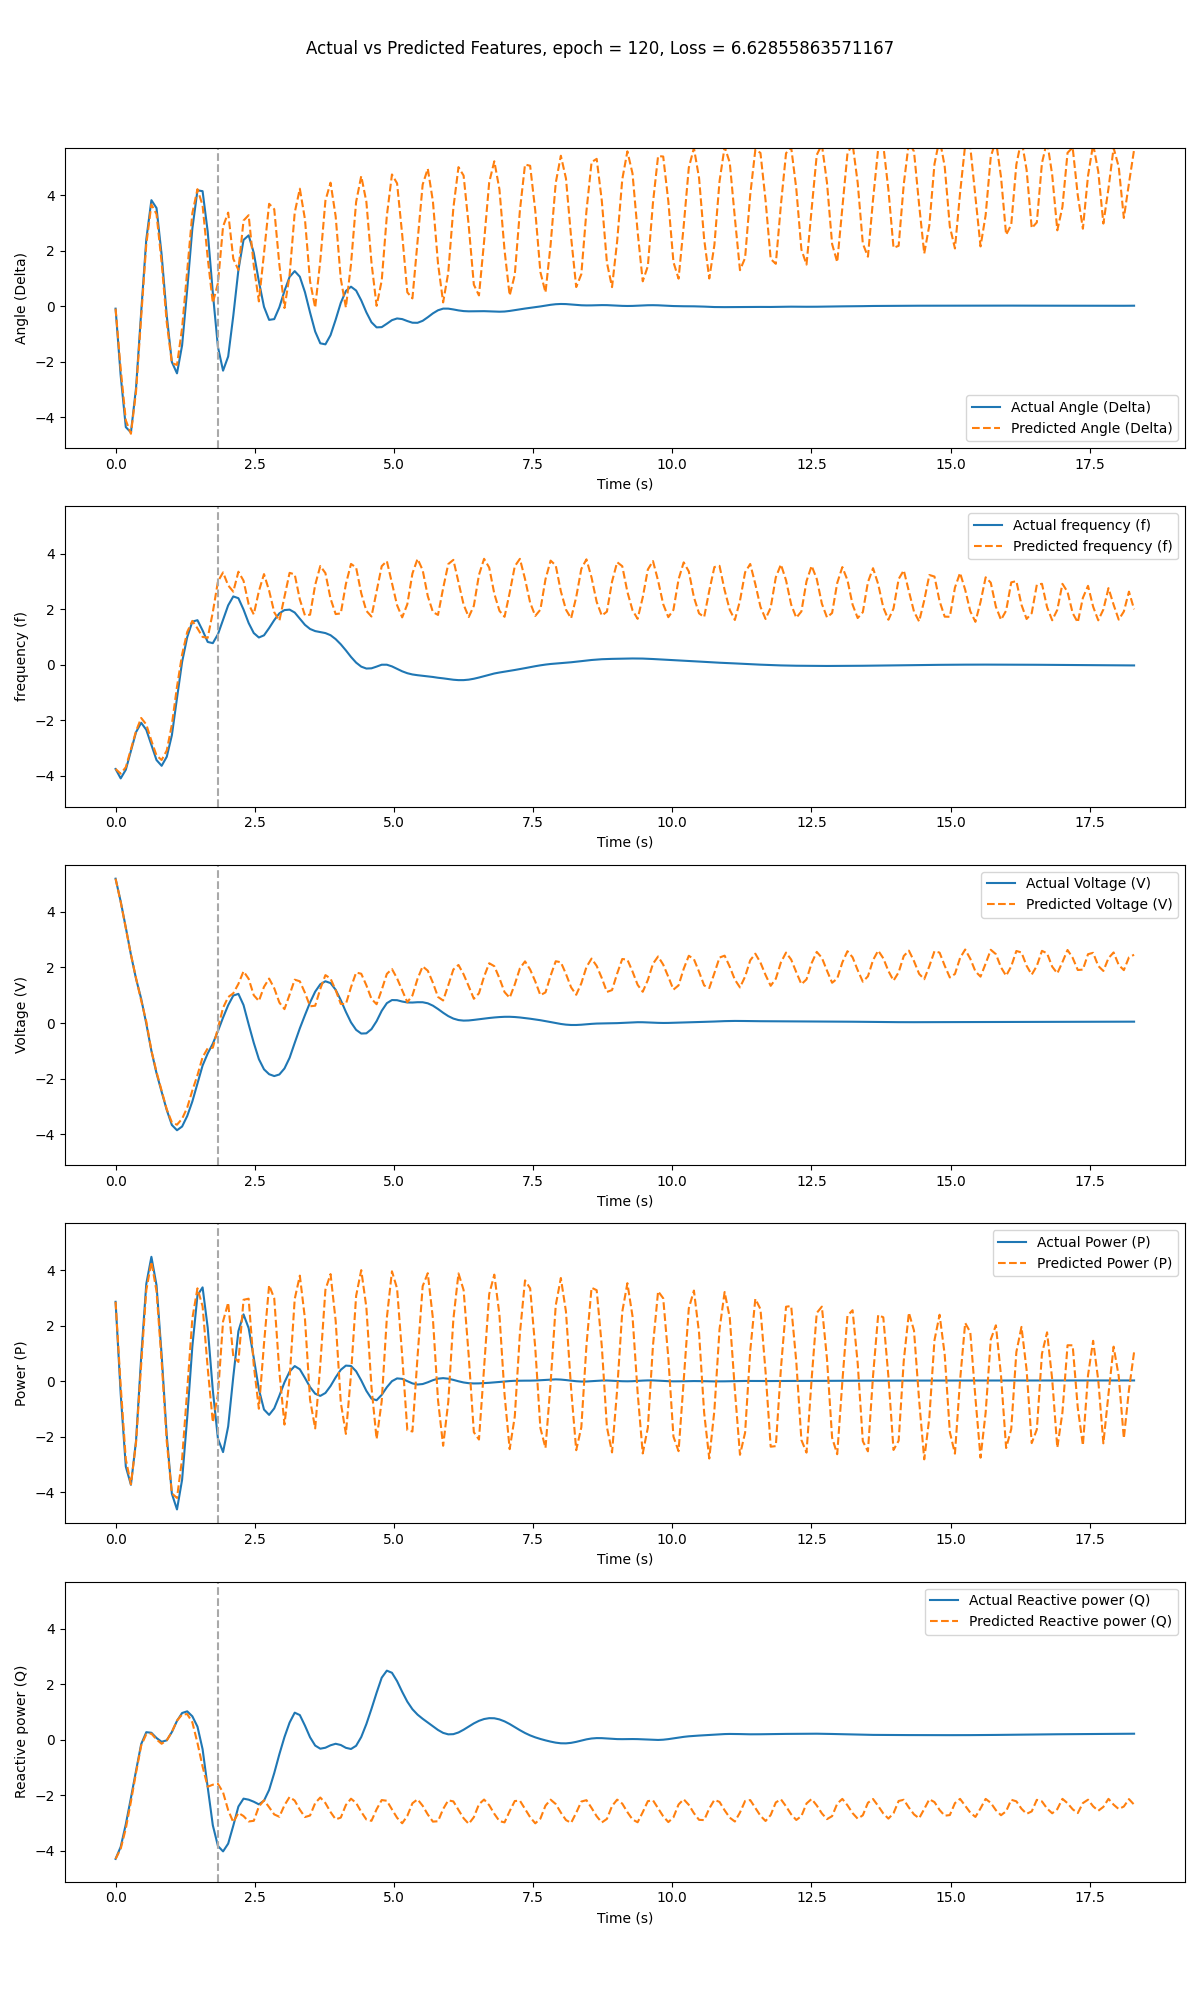 Actual vs Predicted Features, epoch = 120, Loss = 6.62855863571167
4
2
0
−2
−4
Angle (Delta)
Actual Angle (Delta)
Predicted Angle (Delta)
0.0 2.5 5.0 7.5 10.0 12.5 15.0 17.5
Time (s)
4
2
0
−2
−4
frequency (f)
Actual frequency (f)
Predicted frequency (f)
0.0 2.5 5.0 7.5 10.0 12.5 15.0 17.5
Time (s)
4
2
0
−2
−4
Voltage (V)
Actual Voltage (V)
Predicted Voltage (V)
0.0 2.5 5.0 7.5 10.0 12.5 15.0 17.5
Time (s)
4
2
0
−2
−4
Power (P)
Actual Power (P)
Predicted Power (P)
0.0 2.5 5.0 7.5 10.0 12.5 15.0 17.5
Time (s)
4
2
0
−2
−4
Reactive power (Q)
Actual Reactive power (Q)
Predicted Reactive power (Q)
0.0 2.5 5.0 7.5 10.0 12.5 15.0 17.5
Time (s)